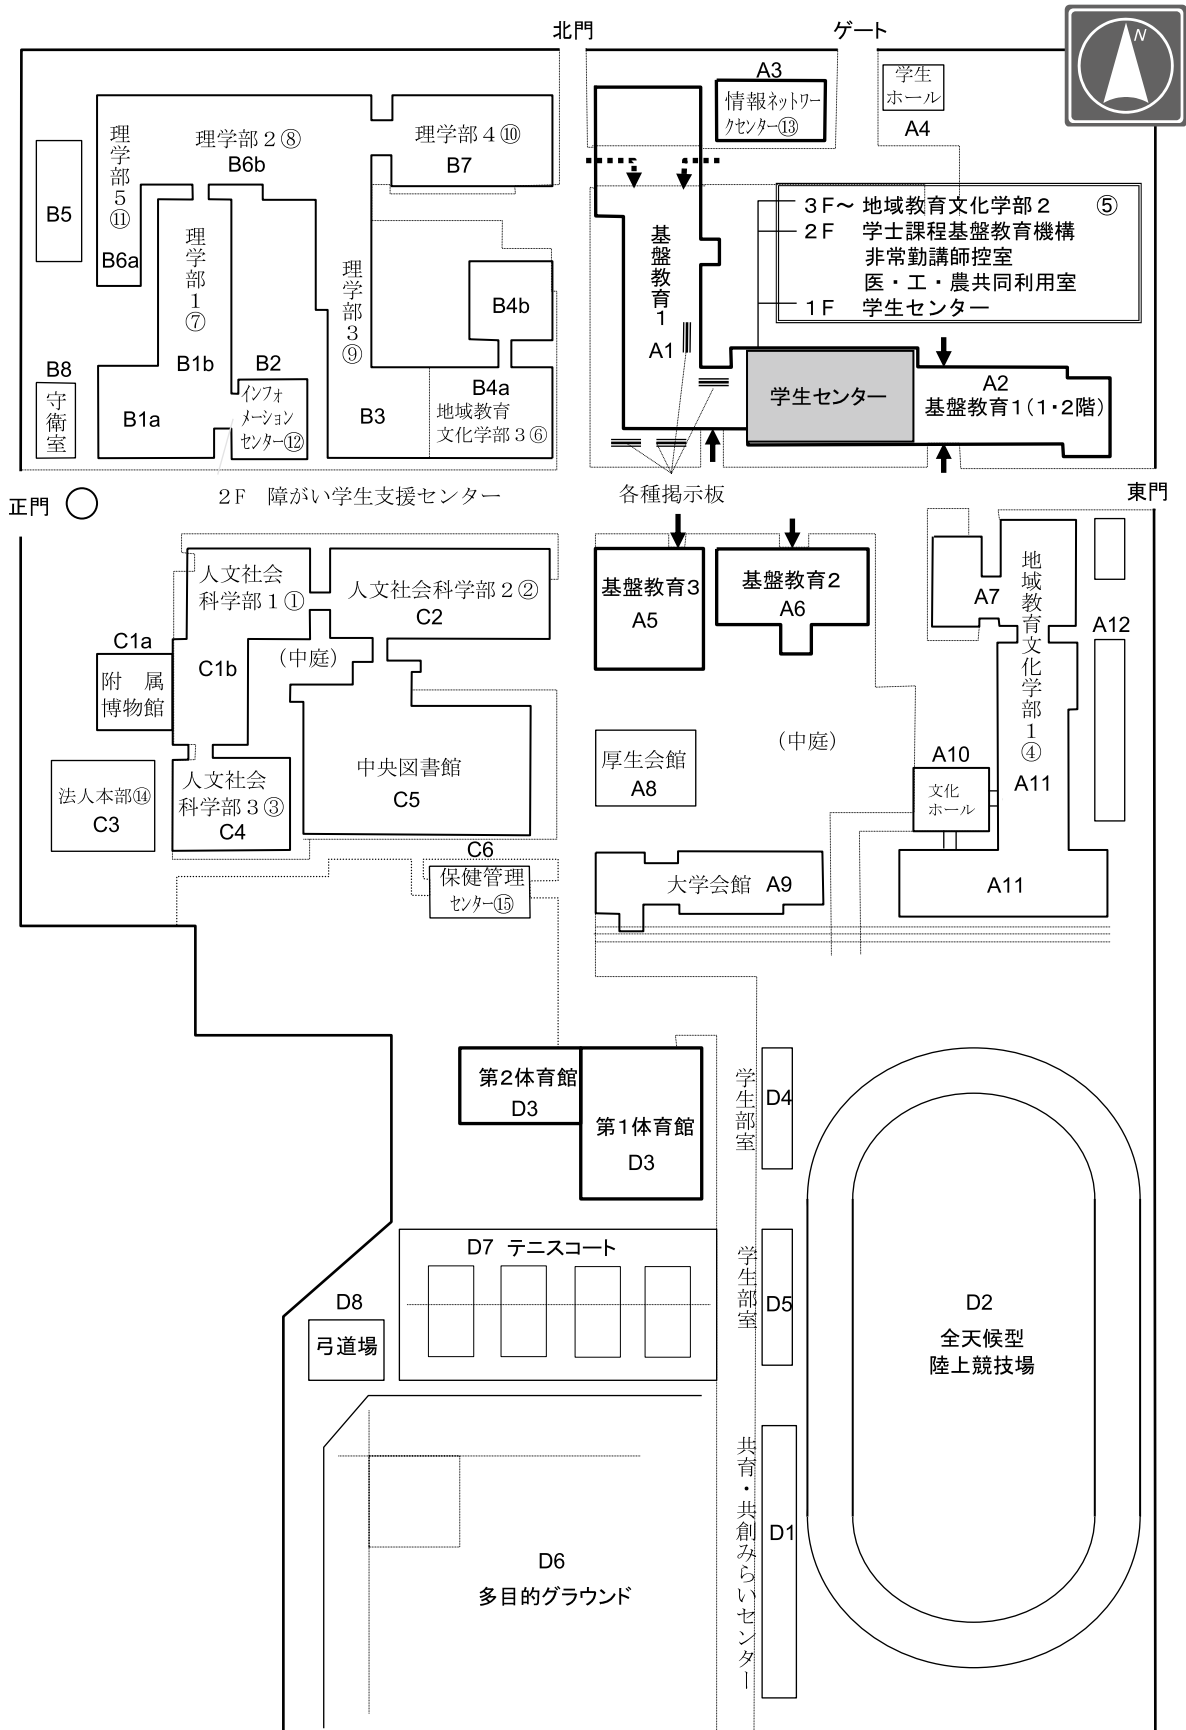 北門
ゲート
N
A3
情報ネットワー
クセンター⑬
学生
ホール
A4
理学部5⑪
理学部2⑧
B6b
理学部4⑩
B7
B5
B6a
理学部1⑦
理学部3⑨
B4b
基盤教育1
A1
3F～ 地域教育文化学部2 ⑤
2F 学士課程基盤教育機構
非常勤講師控室
医・工・農共同利用室
1F 学生センター
B8
守衛室
B1a
B1b
B2
インフォ
メーション
センター⑫
B3
B4a
地域教育
文化学部3⑥
学生センター
A2
基盤教育1(1・2階)
2F 障がい学生支援センター
各種掲示板
正門
東門
人文社会
科学部1①
人文社会科学部2②
C2
基盤教育3
A5
基盤教育2
A6
A7
地域教育文化学部1④
A12
C1a
附属
博物館
C1b
(中庭)
中央図書館
C5
厚生会館
A8
(中庭)
A10
文化
ホール
A11
法人本部⑭
C3
人文社会
科学部3③
C4
C6
保健管理
センター⑮
大学会館 A9
A11
第2体育館
D3
第1体育館
D3
学生部室
D4
D7 テニスコート
学生部室
D5
D8
弓道場
D2
全天候型
陸上競技場
共育・共創みらいセンター
D1
D6
多目的グラウンド